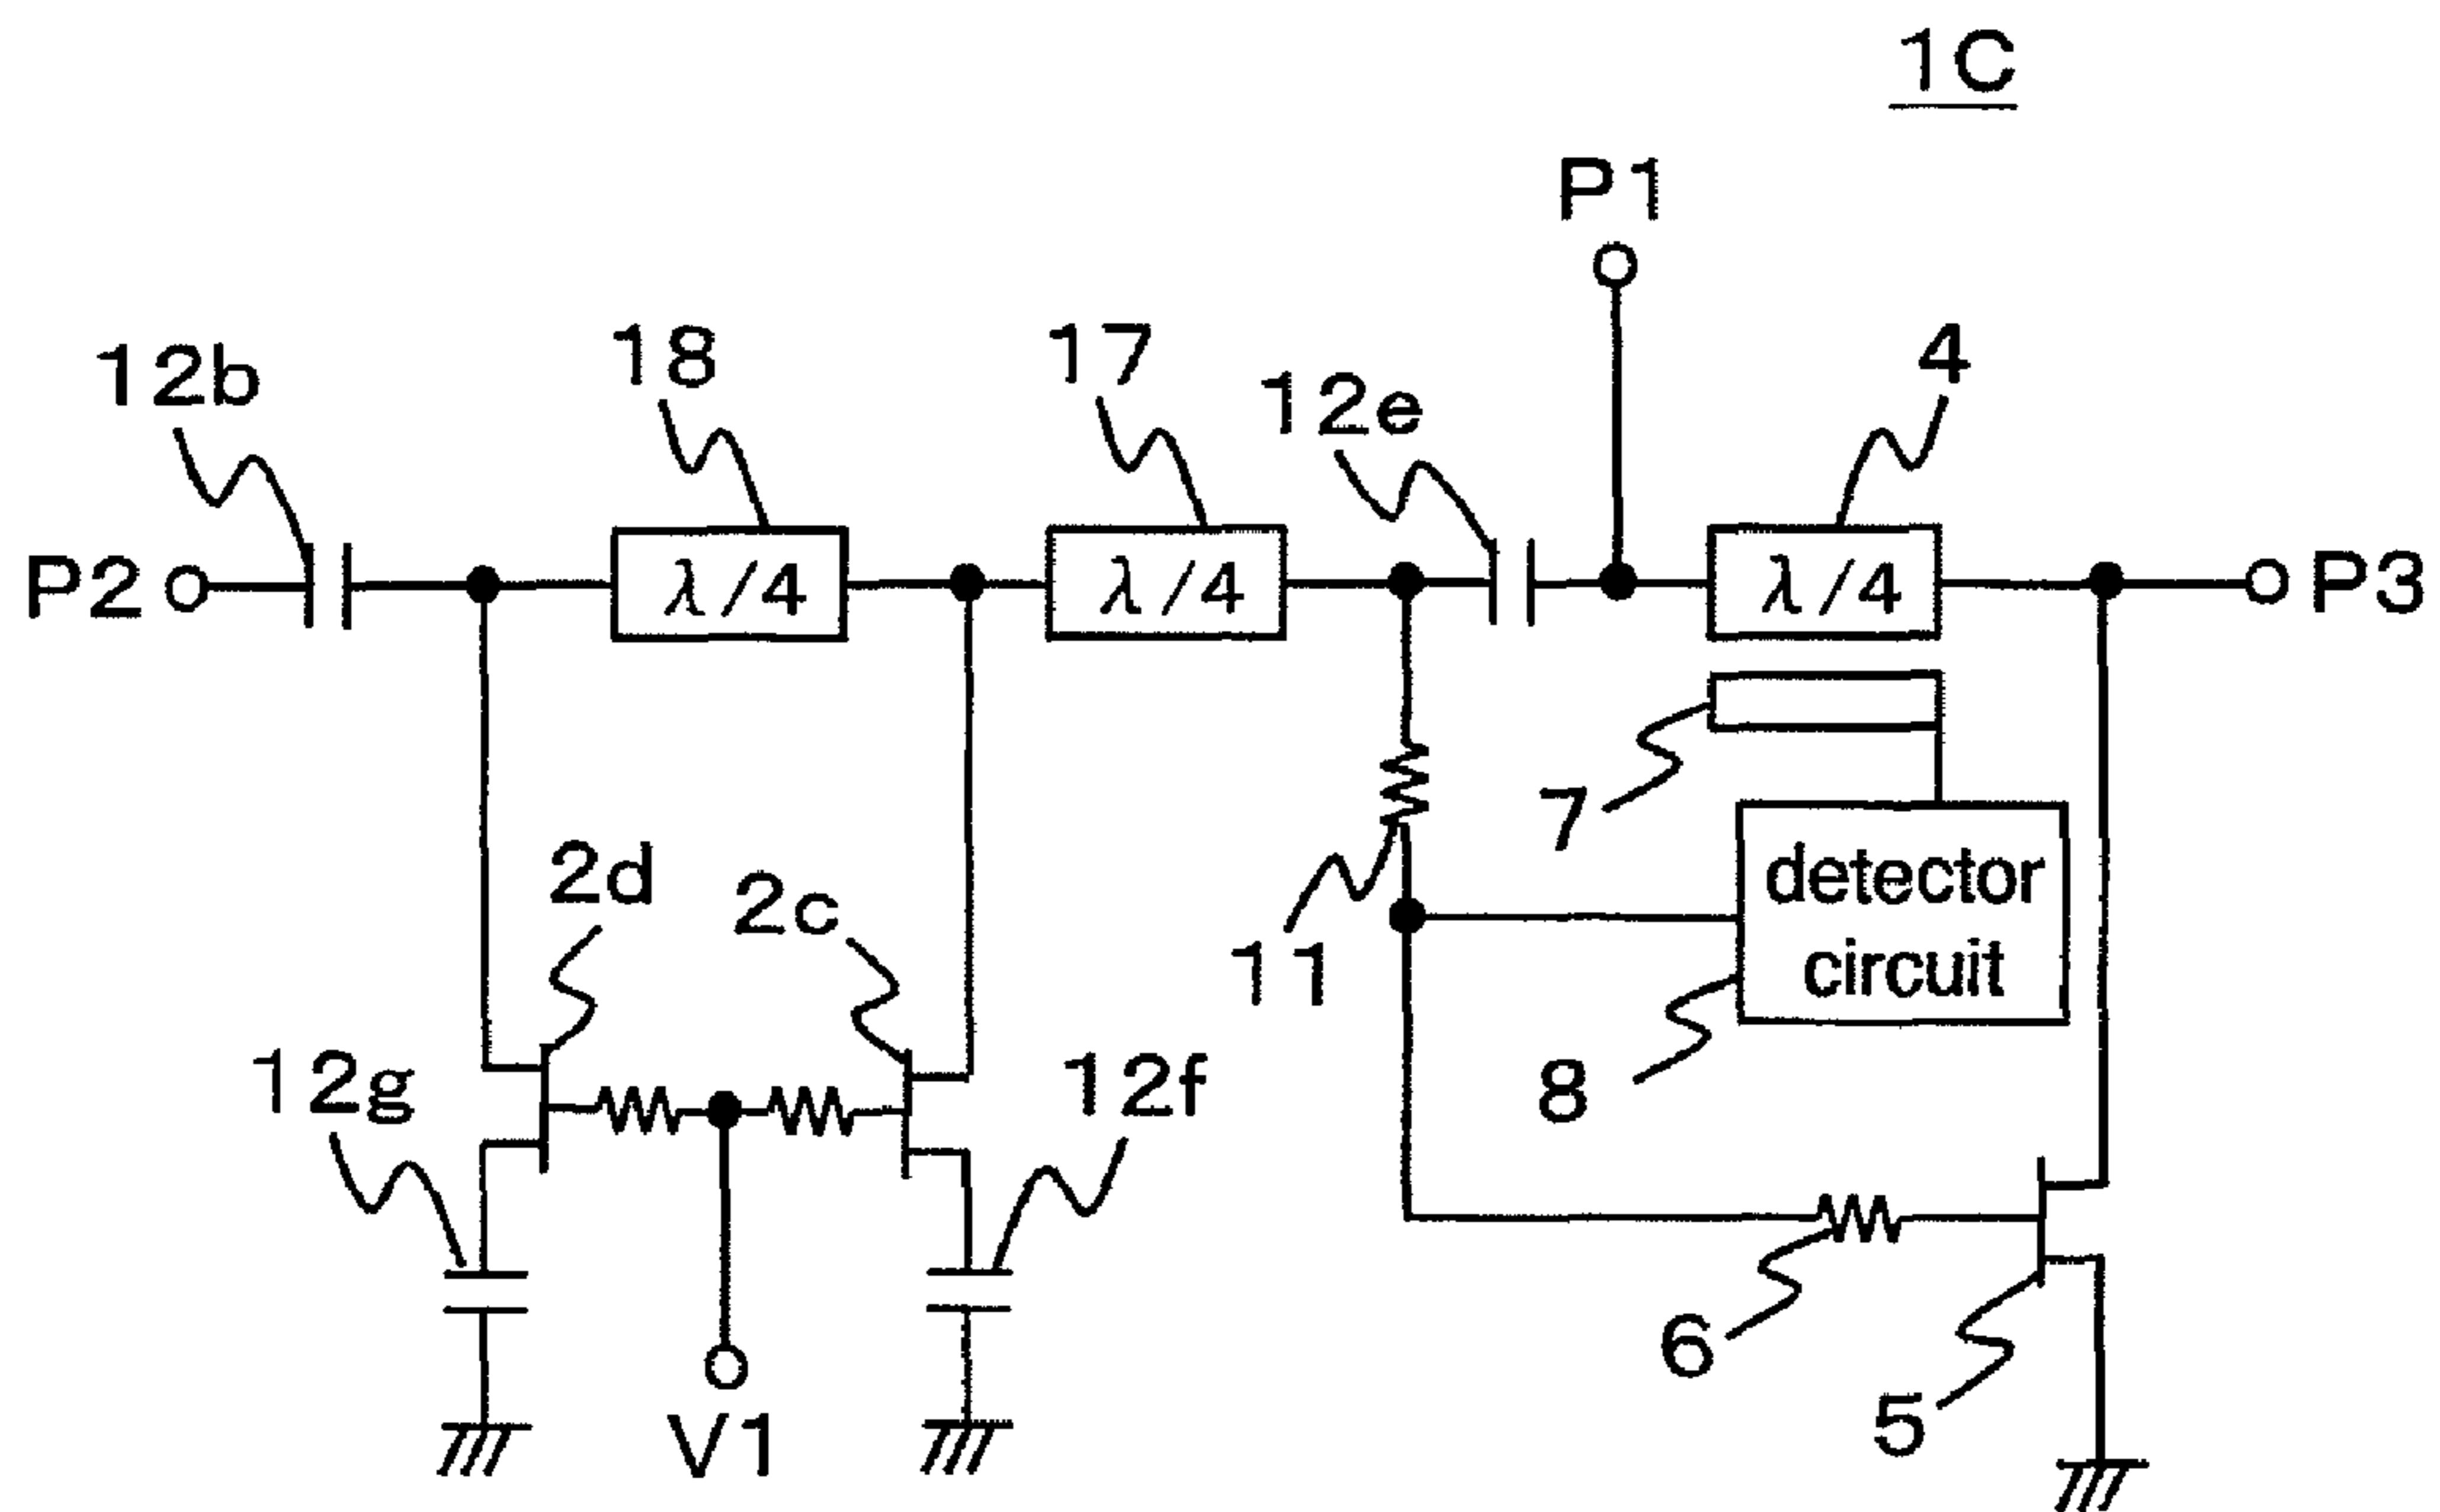 1C
P1
12b
18
17
12e
4
P2
λ/4
λ/4
λ/4
P3
7
detector
circuit
2d
2c
11
12g
12f
8
6
5
V1